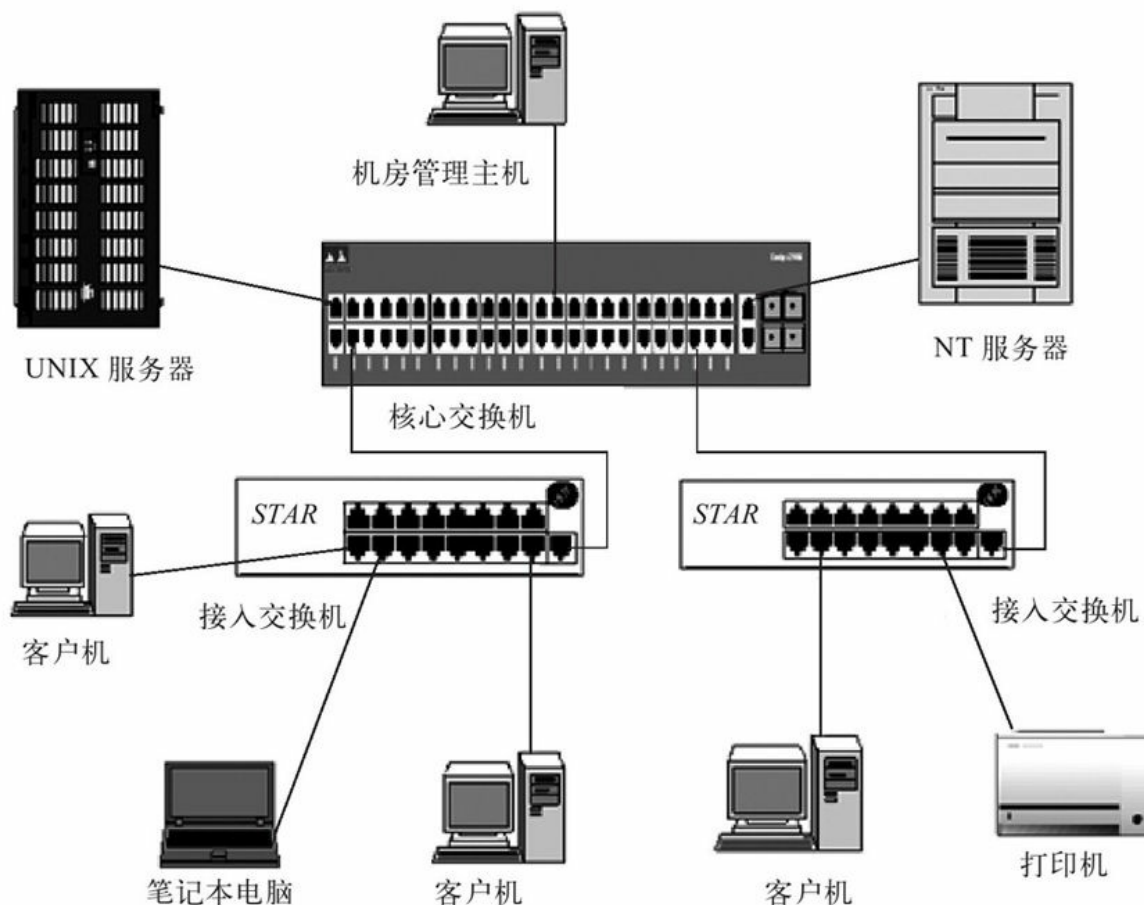 机房管理主机
UNIX 服务器
NT 服务器
核心交换机
STAR
STAR
接入交换机
接入交换机
客户机
笔记本电脑
客户机
客户机
打印机